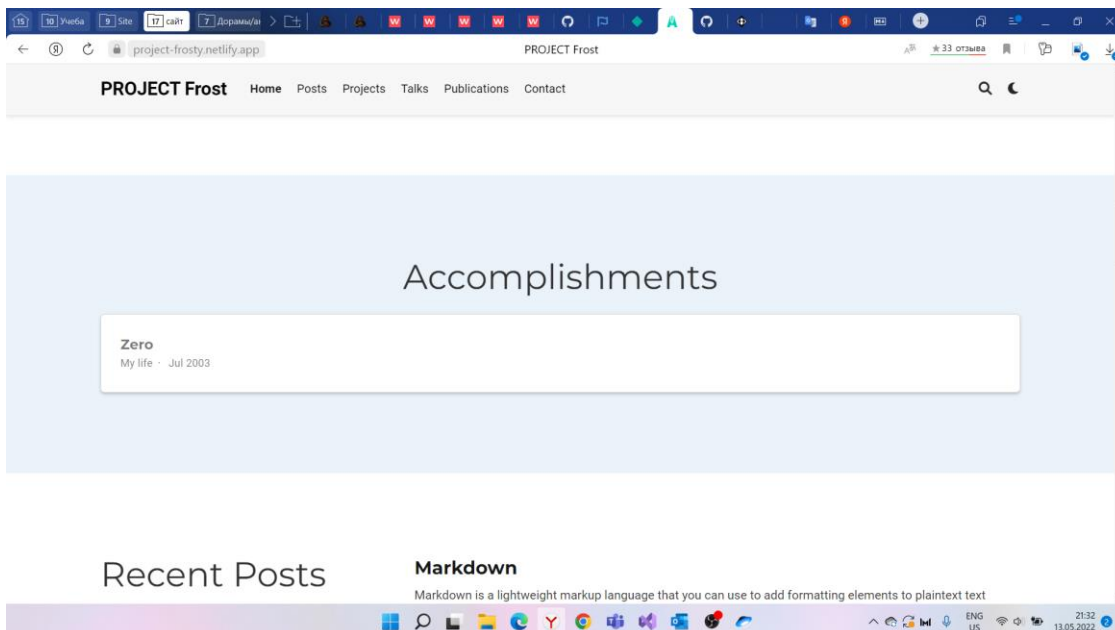 15 10 Учеба 9 Site 17 сайт 7 Дорамы/а
project-frosty.netlify.app PROJECT Frost 33 отзыва
PROJECT Frost Home Posts Projects Talks Publications Contact
Accomplishments
Zero
My life · Jul 2003
Recent Posts
Markdown
Markdown is a lightweight markup language that you can use to add formatting elements to plaintext text
ENG 21:32
US 13.05.2022